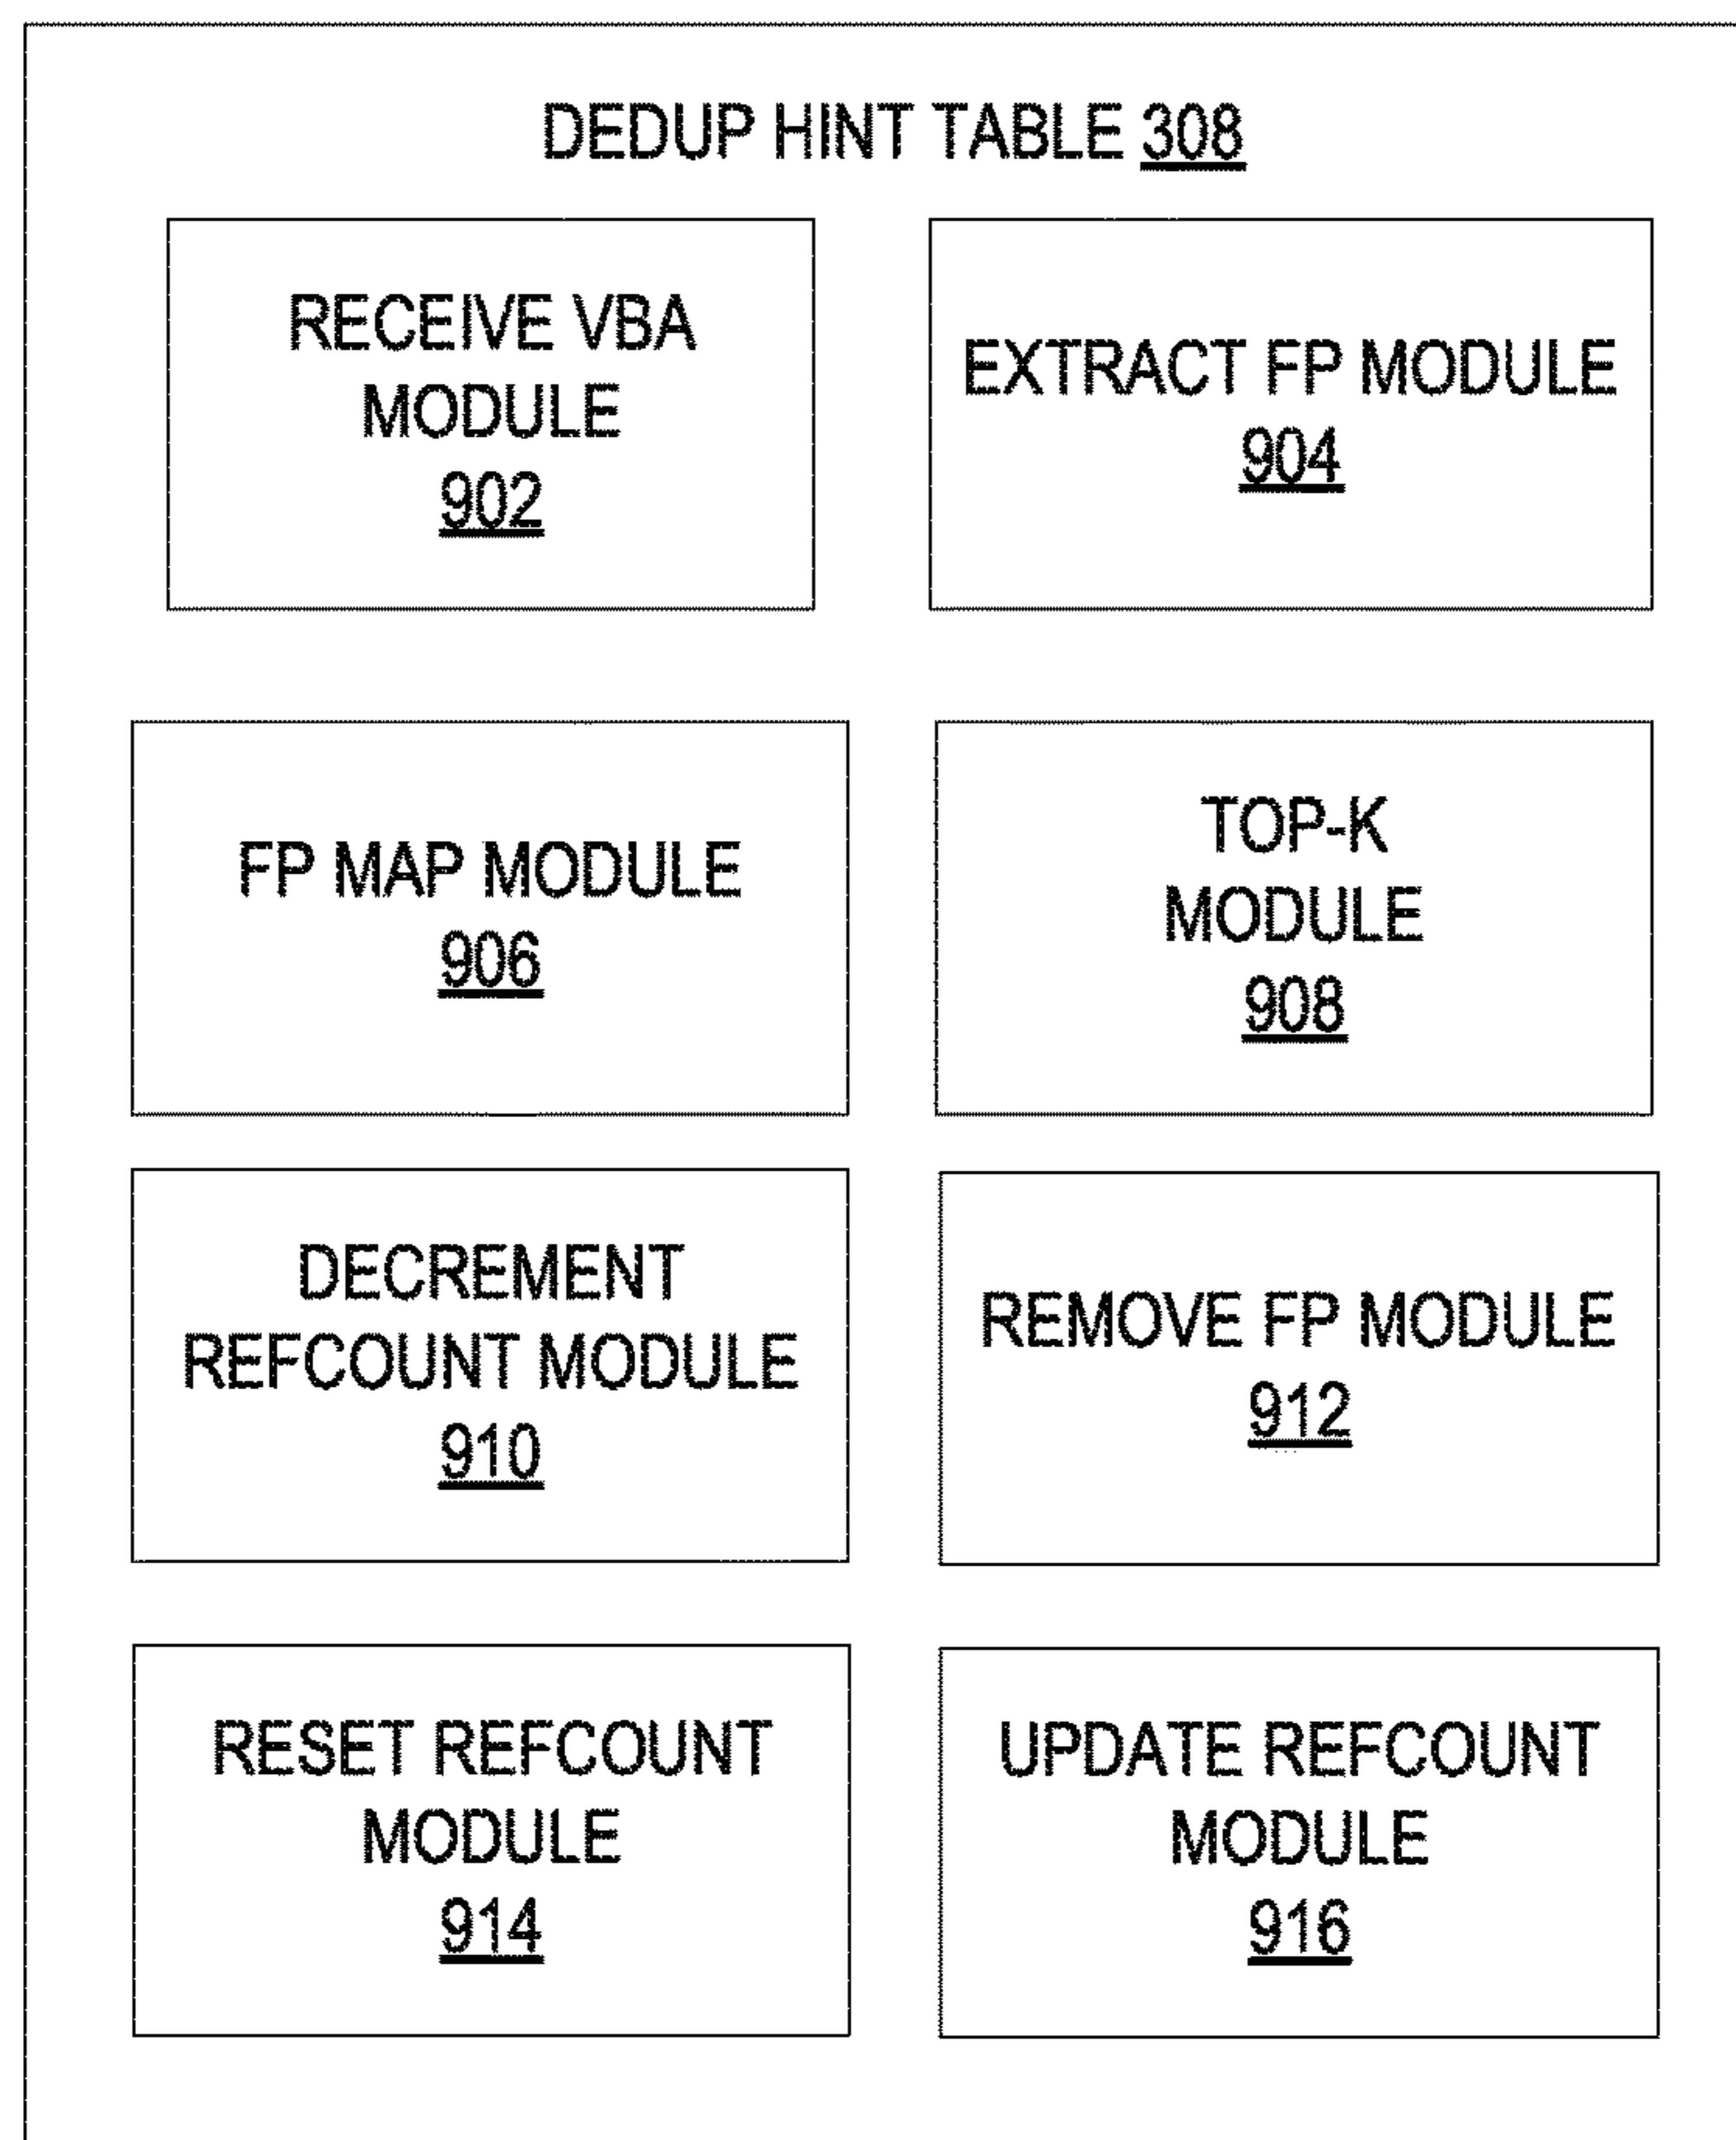 DEDUP HINT TABLE 308
RECEIVE VBA
MODULE
902
EXTRACT FP MODULE
904
FP MAP MODULE
906
TOP-K
MODULE
908
DECREMENT
REFCOUNT MODULE
910
REMOVE FP MODULE
912
RESET REFCOUNT
MODULE
914
UPDATE REFCOUNT
MODULE
916